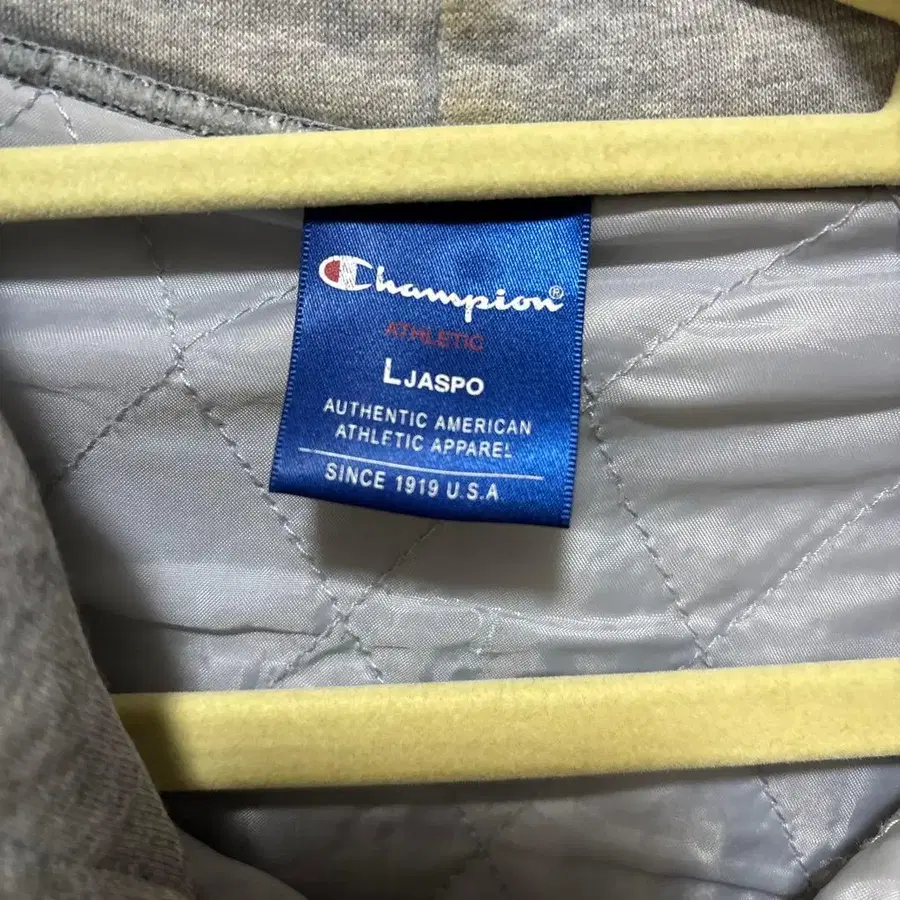 Champion®
ATHLETIC
L JASPO
AUTHENTIC AMERICAN
ATHLETIC APPAREL
SINCE 1919 U.S.A